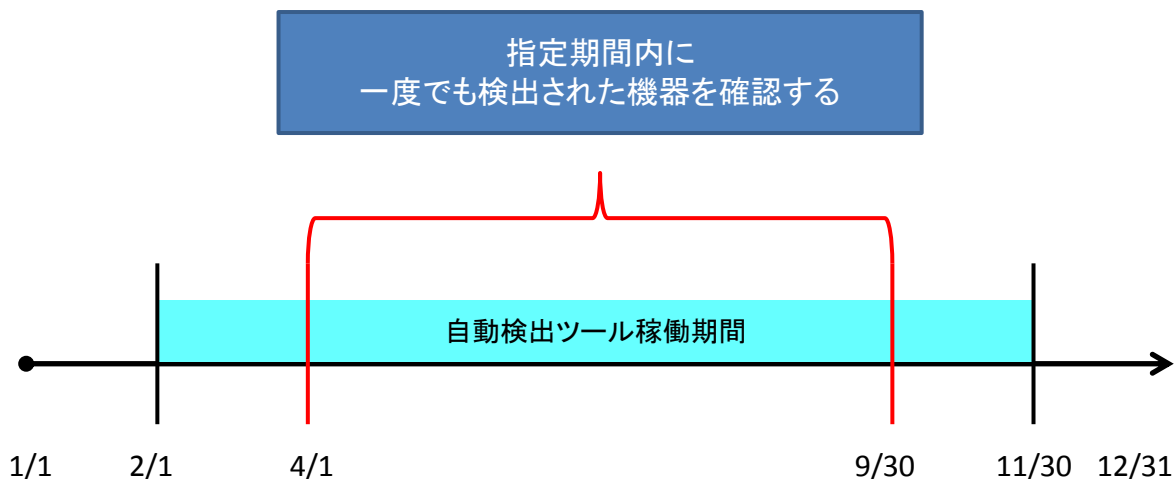 指定期間内に
一度でも検出された機器を確認する
自動検出ツール稼働期間
1/1 2/1 4/1 9/30 11/30 12/31